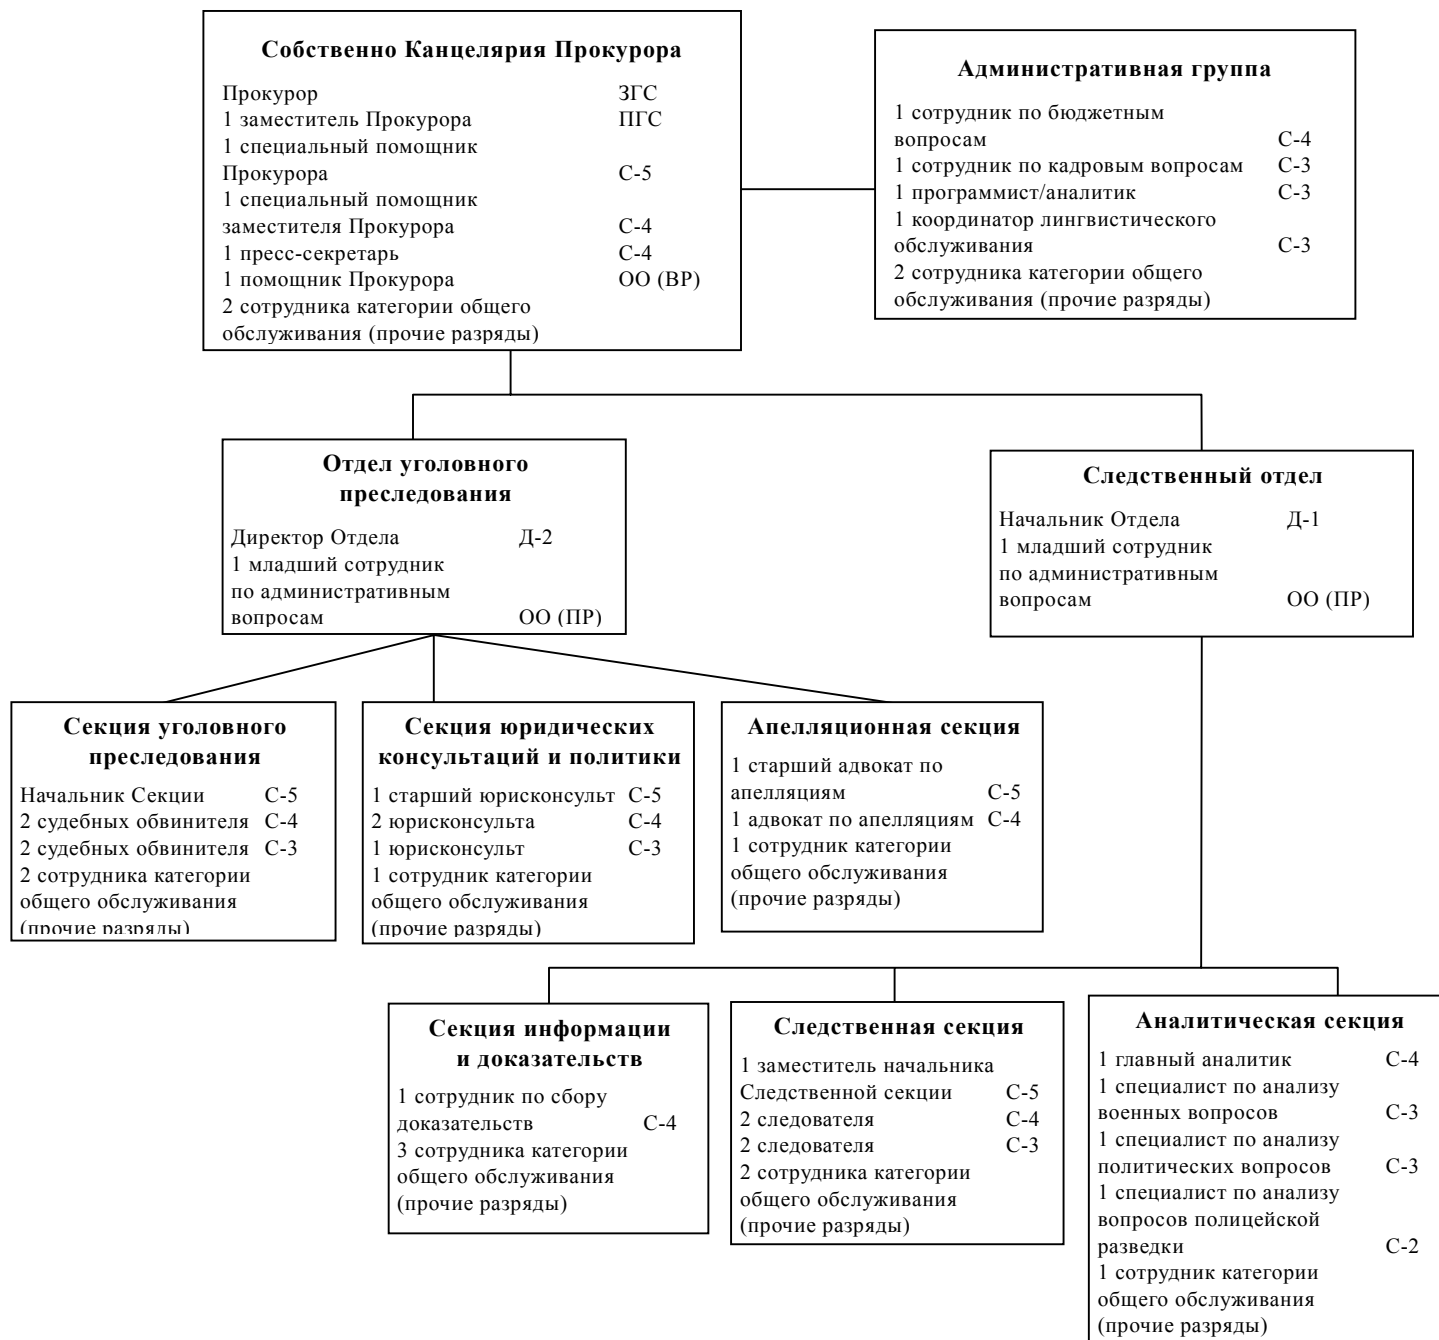 Собственно Канцелярия Прокурора
Прокурор ЗГС
1 заместитель Прокурора ПГС
1 специальный помощник
Прокурора С-5
1 специальный помощник
заместителя Прокурора С-4
1 пресс-секретарь С-4
1 помощник Прокурора ОО (ВР)
2 сотрудника категории общего
обслуживания (прочие разряды)
Административная группа
1 сотрудник по бюджетным
вопросам С-4
1 сотрудник по кадровым вопросам С-3
1 программист/аналитик С-3
1 координатор лингвистического
обслуживания С-3
2 сотрудника категории общего
обслуживания (прочие разряды)
Отдел уголовного
преследования
Директор Отдела Д-2
1 младший сотрудник
по административным
вопросам ОО (ПР)
Следственный отдел
Начальник Отдела Д-1
1 младший сотрудник
по административным
вопросам ОО (ПР)
Секция уголовного
преследования
Начальник Секции С-5
2 судебных обвинителя С-4
2 судебных обвинителя С-3
2 сотрудника категории
общего обслуживания
(прочие разряды)
Секция юридических
консультаций и политики
1 старший юрисконсульт С-5
2 юрисконсульта С-4
1 юрисконсульт С-3
1 сотрудник категории
общего обслуживания
(прочие разряды)
Апелляционная секция
1 старший адвокат по
апелляциям С-5
1 адвокат по апелляциям С-4
1 сотрудник категории
общего обслуживания
(прочие разряды)
Секция информации
и доказательств
1 сотрудник по сбору
доказательств С-4
3 сотрудника категории
общего обслуживания
(прочие разряды)
Следственная секция
1 заместитель начальника
Следственной секции С-5
2 следователя С-4
2 следователя С-3
2 сотрудника категории
общего обслуживания
(прочие разряды)
Аналитическая секция
1 главный аналитик С-4
1 специалист по анализу
военных вопросов С-3
1 специалист по анализу
политических вопросов С-3
1 специалист по анализу
вопросов полицейской
разведки С-2
1 сотрудник категории
общего обслуживания
(прочие разряды)